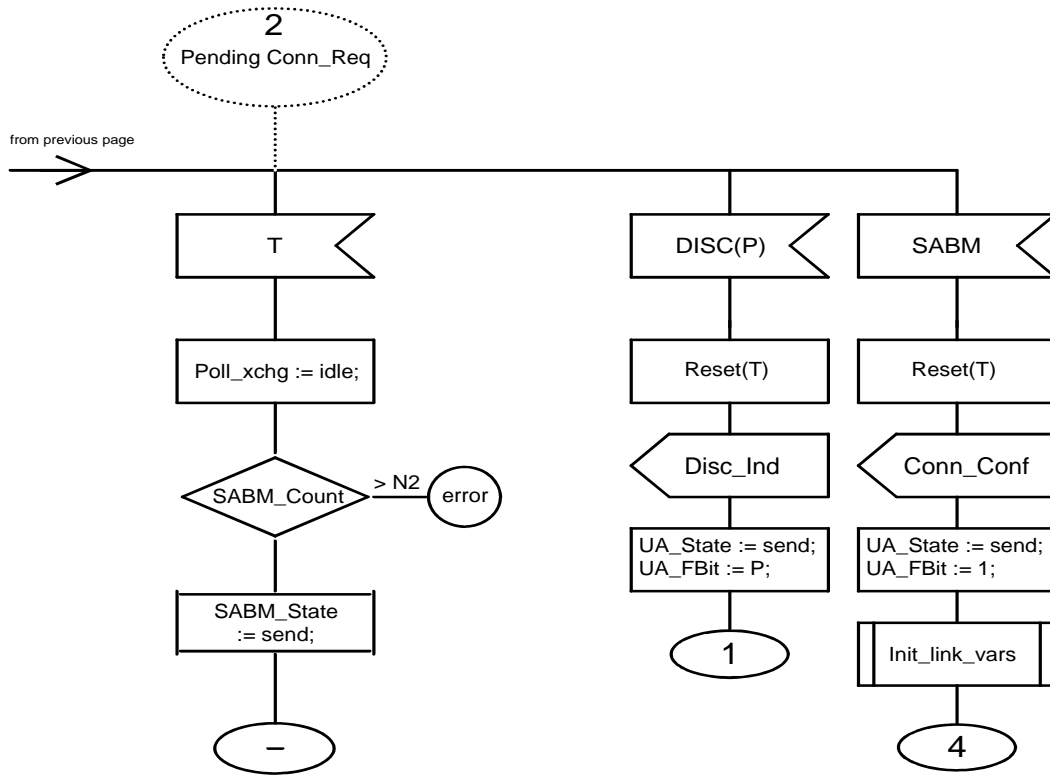 2
Pending Conn_Req
from previous page
T
DISC(P)
SABM
Poll_xchg := idle;
Reset(T)
Reset(T)
SABM_Count
> N2
error
Disc_Ind
Conn_Conf
SABM_State
:= send;
UA_State := send;
UA_FBit := P;
UA_State := send;
UA_FBit := 1;
1
Init_link_vars
–
4